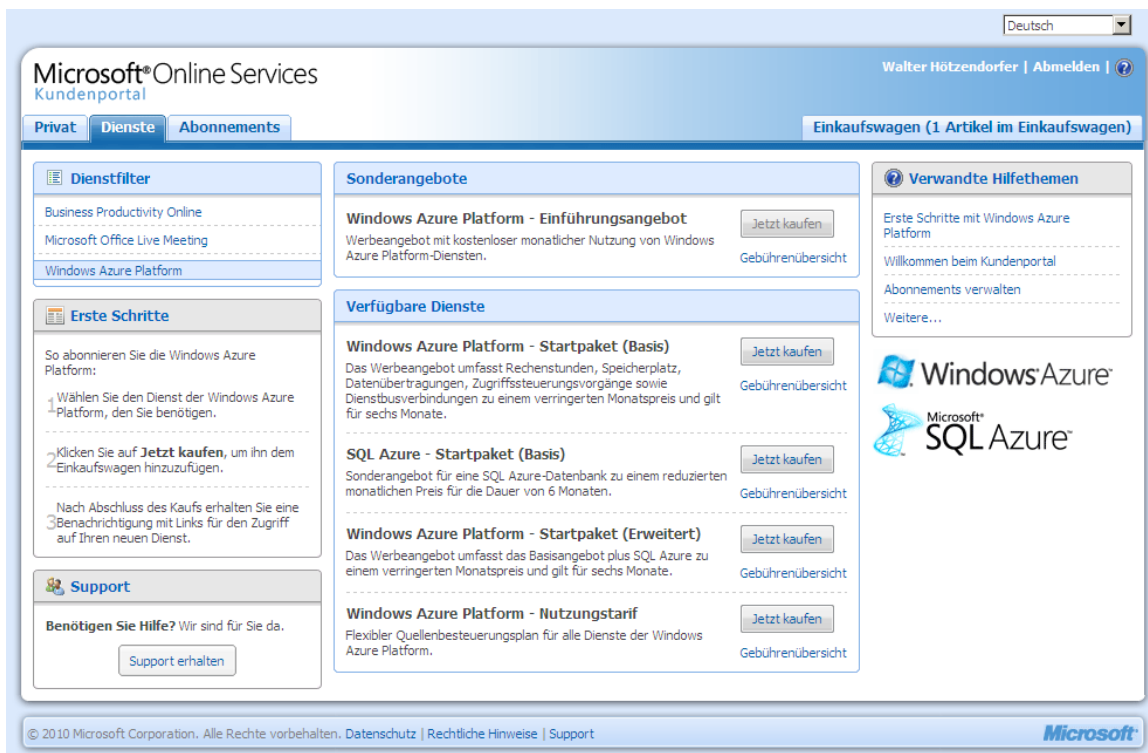 Deutsch
Microsoft® Online Services
Kundenportal
Walter Hötzendorfer | Abmelden |
Privat
Dienste
Abonnements
Einkaufswagen (1 Artikel im Einkaufswagen)
Dienstfilter
Business Productivity Online
Microsoft Office Live Meeting
Windows Azure Platform
Erste Schritte
So abonnieren Sie die Windows Azure
Platform:
1 Wählen Sie den Dienst der Windows Azure
Platform, den Sie benötigen.
2 Klicken Sie auf Jetzt kaufen, um ihn dem
Einkaufswagen hinzuzufügen.
3 Nach Abschluss des Kaufs erhalten Sie eine
Benachrichtigung mit Links für den Zugriff
auf Ihren neuen Dienst.
Support
Benötigen Sie Hilfe? Wir sind für Sie da.
Support erhalten
Sonderangebote
Windows Azure Platform - Einführungsangebot
Werbeangebot mit kostenloser monatlicher Nutzung von Windows
Azure Platform-Diensten.
Jetzt kaufen
Gebührenübersicht
Verfügbare Dienste
Windows Azure Platform - Startpaket (Basis)
Das Werbeangebot umfasst Rechenstunden, Speicherplatz,
Datenübertragungen, Zugriffssteuerungsvorgänge sowie
Dienstbusverbindungen zu einem verringerten Monatspreis und gilt
für sechs Monate.
Jetzt kaufen
Gebührenübersicht
SQL Azure - Startpaket (Basis)
Sonderangebot für eine SQL Azure-Datenbank zu einem reduzierten
monatlichen Preis für die Dauer von 6 Monaten.
Jetzt kaufen
Gebührenübersicht
Windows Azure Platform - Startpaket (Erweitert)
Das Werbeangebot umfasst das Basisangebot plus SQL Azure zu
einem verringerten Monatspreis und gilt für sechs Monate.
Jetzt kaufen
Gebührenübersicht
Windows Azure Platform - Nutzungstarif
Flexibler Quellenbesteuerungsplan für alle Dienste der Windows
Azure Platform.
Jetzt kaufen
Gebührenübersicht
Verwandte Hilfethemen
Erste Schritte mit Windows Azure
Platform
Willkommen beim Kundenportal
Abonnements verwalten
Weitere...
Windows Azure™
Microsoft®
SQL Azure™
© 2010 Microsoft Corporation. Alle Rechte vorbehalten. Datenschutz | Rechtliche Hinweise | Support
Microsoft